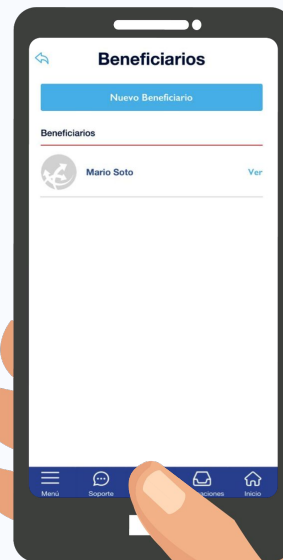 Beneficiarios
Nuevo Beneficiario
Beneficiarios
Mario Soto
Ver
Menú
Soporte
Inicio